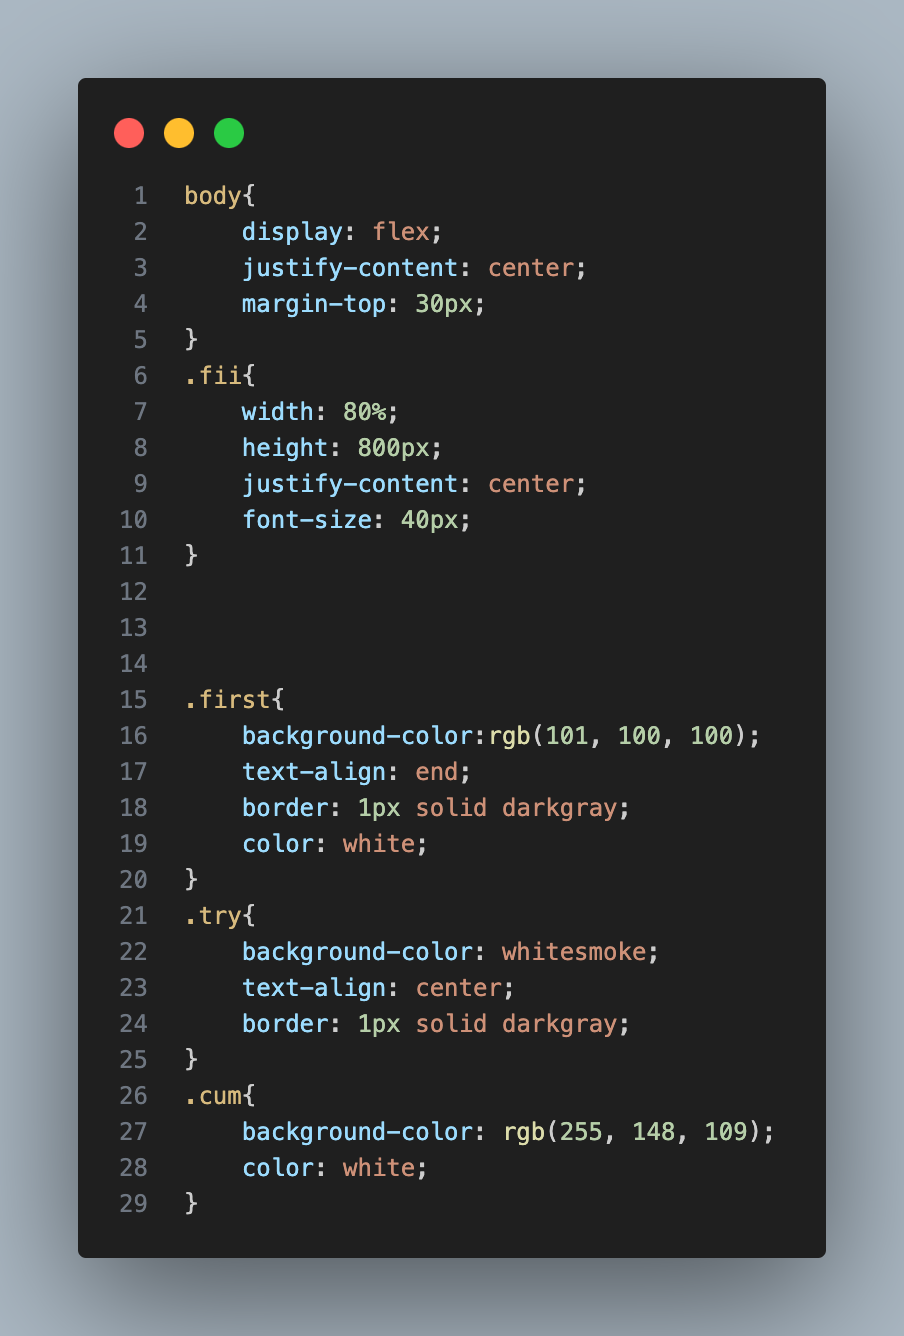 1 body{
2     display: flex;
3     justify-content: center;
4     margin-top: 30px;
5 }
6 .fii{
7     width: 80%;
8     height: 800px;
9     justify-content: center;
10     font-size: 40px;
11 }
12
13
14
15 .first{
16     background-color:rgb(101, 100, 100);
17     text-align: end;
18     border: 1px solid darkgray;
19     color: white;
20 }
21 .try{
22     background-color: whitesmoke;
23     text-align: center;
24     border: 1px solid darkgray;
25 }
26 .cum{
27     background-color: rgb(255, 148, 109);
28     color: white;
29 }